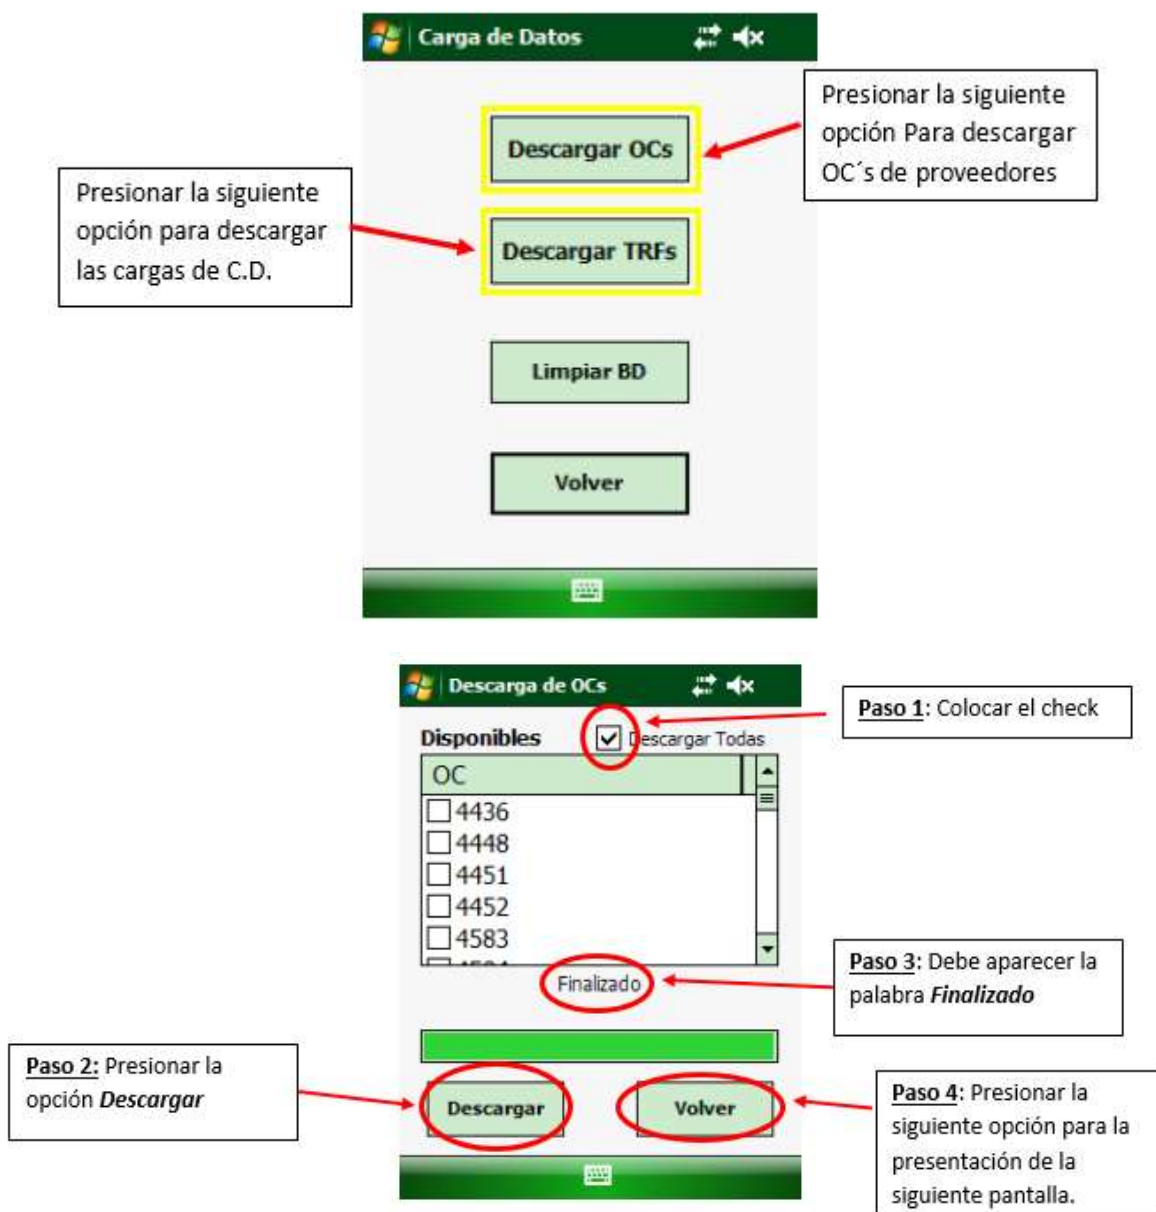 Carga de Datos
Presionar la siguiente
opción Para descargar
OC´s de proveedores
Descargar OCs
Presionar la siguiente
opción para descargar
las cargas de C.D.
Descargar TRFs
Limpiar BD
Volver
Descarga de OCs
Paso 1: Colocar el check
Disponibles
Descargar Todas
OC
4436
4448
4451
4452
4583
Finalizado
Paso 3: Debe aparecer la
palabra Finalizado
Paso 2: Presionar la
opción Descargar
Descargar
Volver
Paso 4: Presionar la
siguiente opción para la
presentación de la
siguiente pantalla.